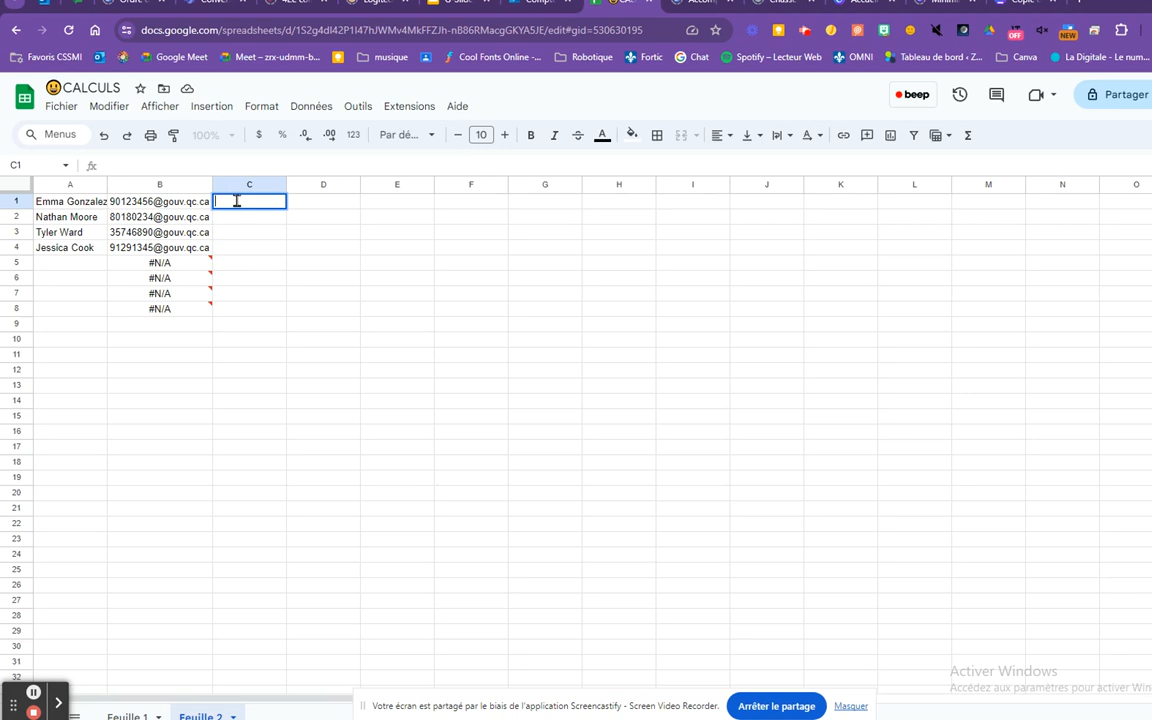 docs.google.com/spreadsheets/d/1S2g4dI42P1I47hJWMv4MkFFZJh-nB86RMacgGKYA5JE/edit#gid=530630195
OFF
NEW
Favoris CSSMI
Google Meet
Meet – zrx-udmm-b...
musique
Cool Fonts Online -...
Robotique
Fortic
Chat
Spotify – Lecteur Web
OMNI
Tableau de bord
Canva
La Digitale - Le num...
CALCULS
Fichier Modifier Affichage Insertion Format Données Outils Extensions Aide
beep
Partager
Menus 100% $ % .0 .00 123 Par dé... − 10 + B I S A Σ
C1 fx
A B C D E F G H I J K L M N O
1 Emma Gonzalez 90123456@gouv.qc.ca
2 Nathan Moore 80180234@gouv.qc.ca
3 Tyler Ward 35746890@gouv.qc.ca
4 Jessica Cook 91291345@gouv.qc.ca
5 #N/A
6 #N/A
7 #N/A
8 #N/A
9
10
11
12
13
14
15
16
17
18
19
20
21
22
23
24
25
26
27
28
29
30
31
32
Activer Windows
Accédez aux paramètres pour activer Win
Votre écran est partagé par le biais de l'application Screencastify - Screen Video Recorder.
Arrêter le partage
Masquer
Feuille 1
Feuille 2